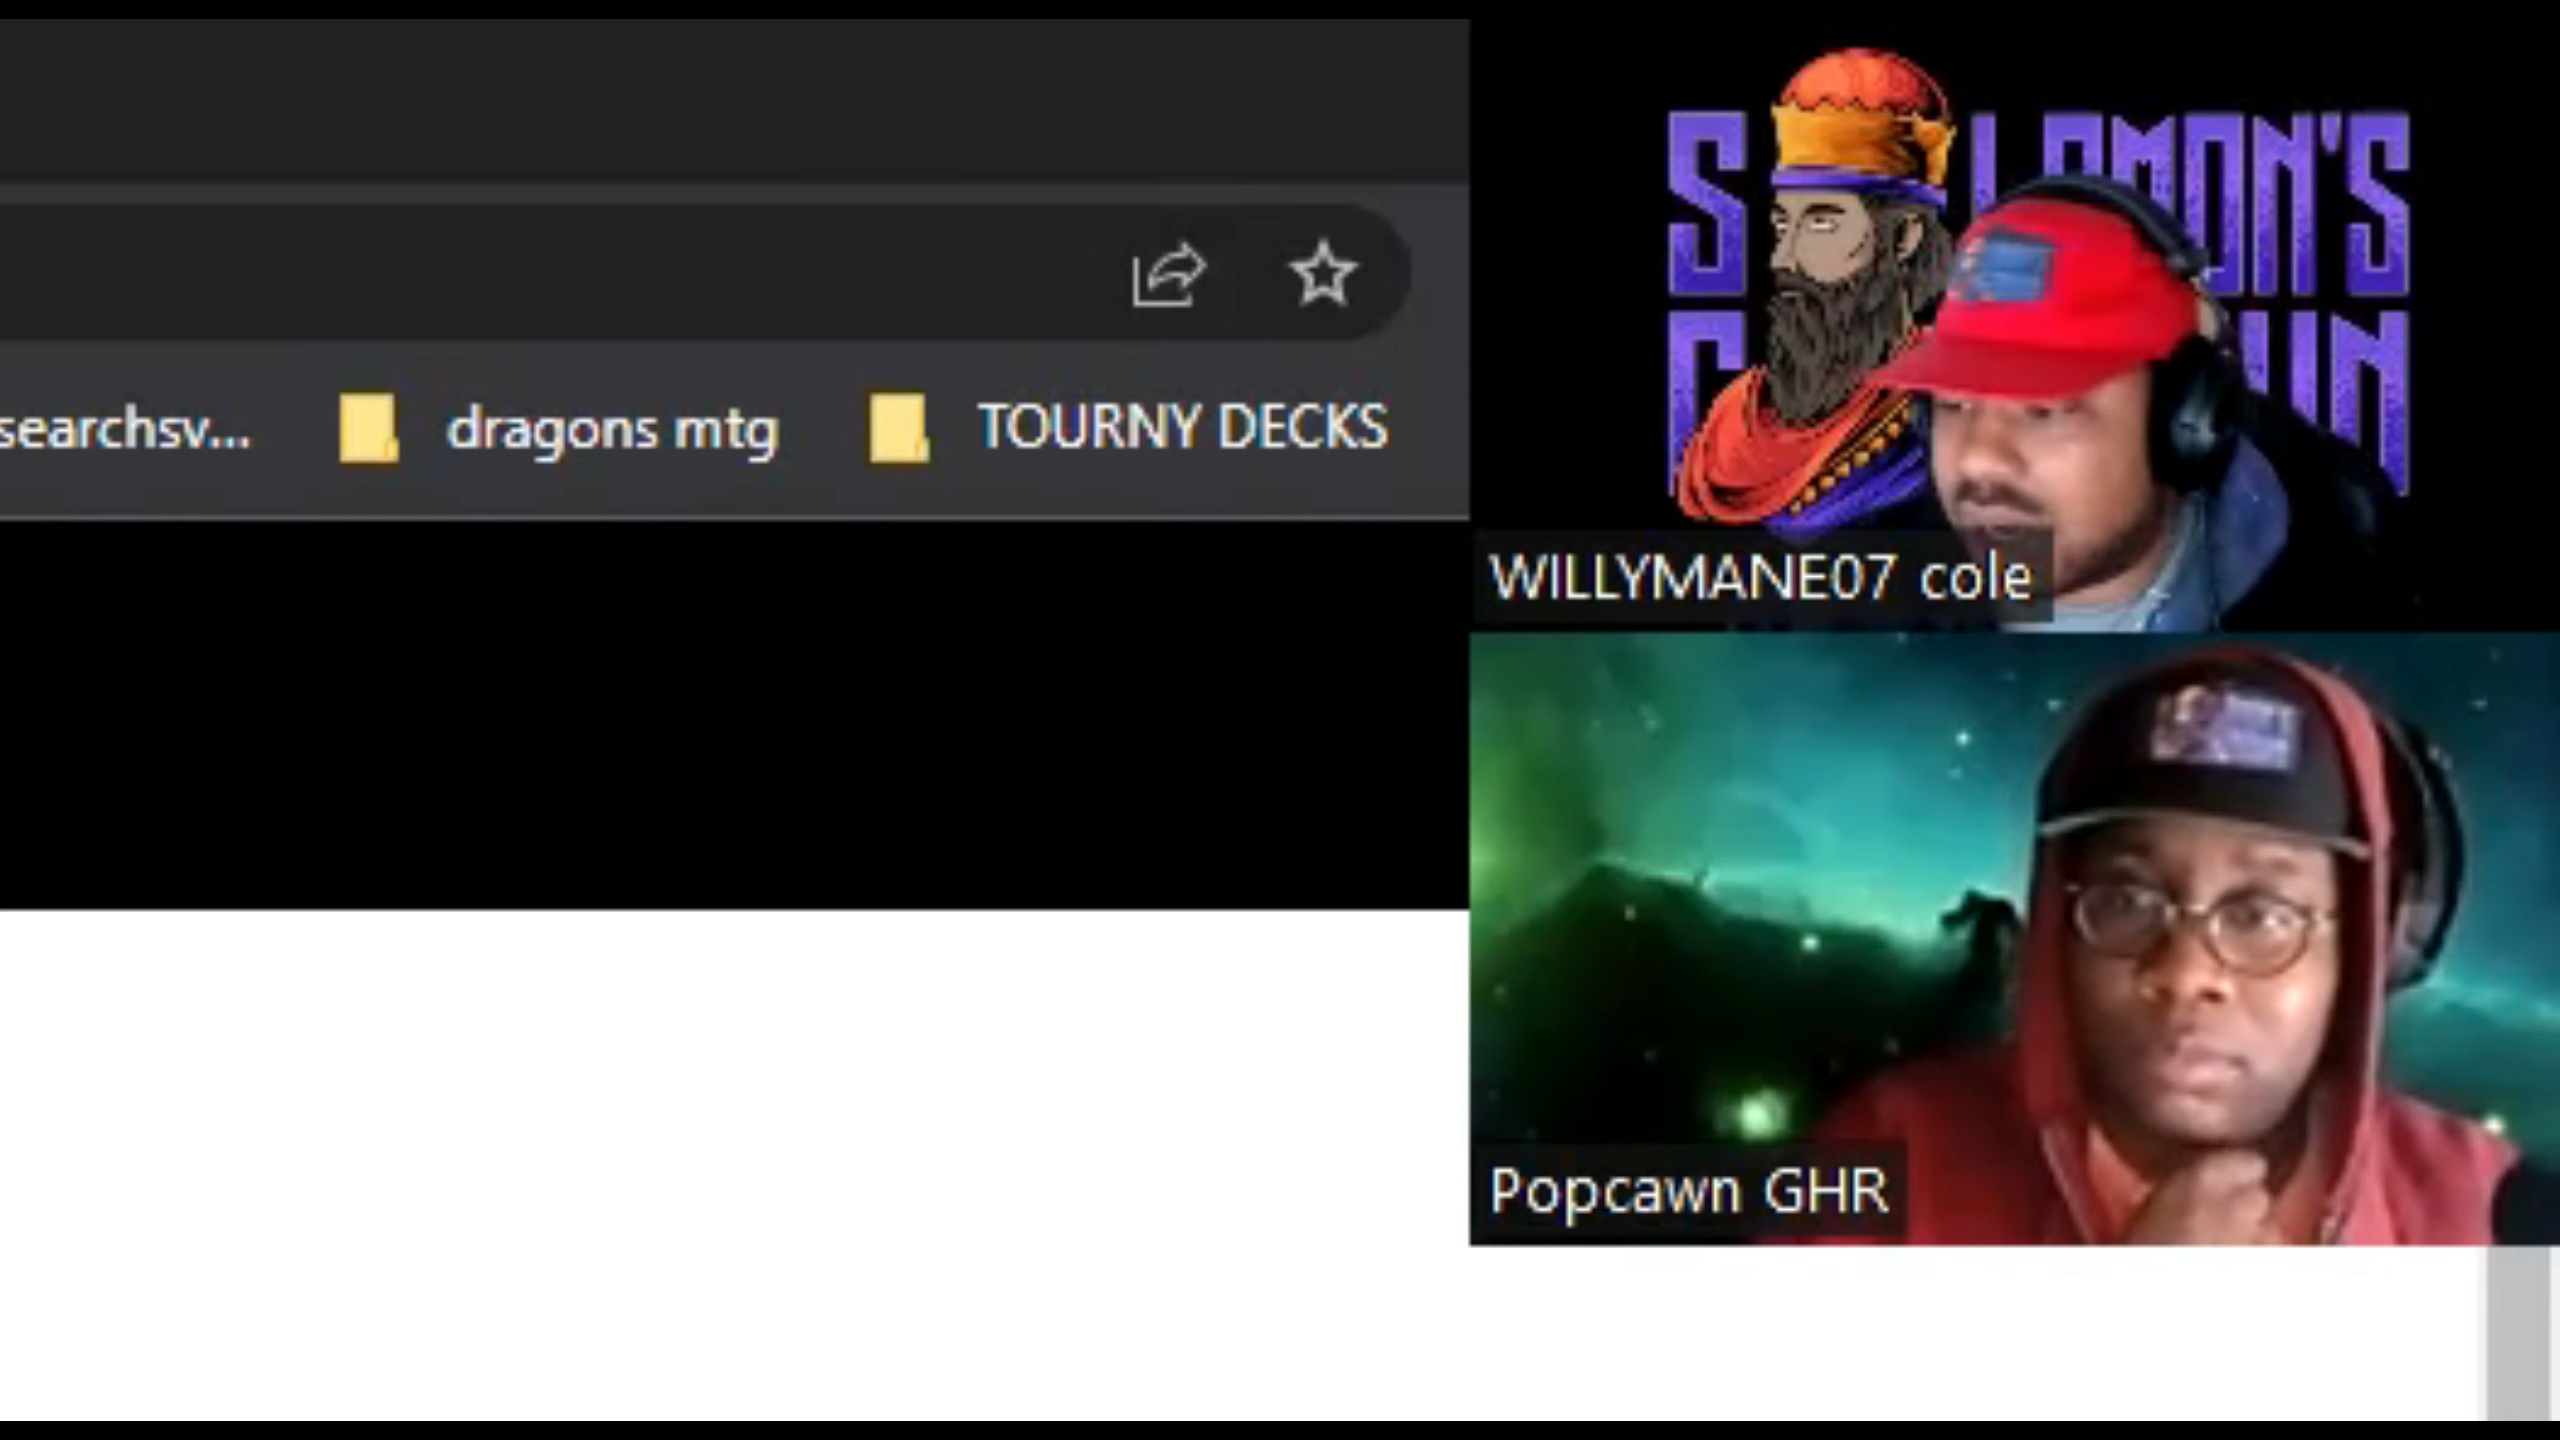 searchsv...
dragons mtg
TOURNY DECKS
WILLYMANE07 cole
Popcawn GHR